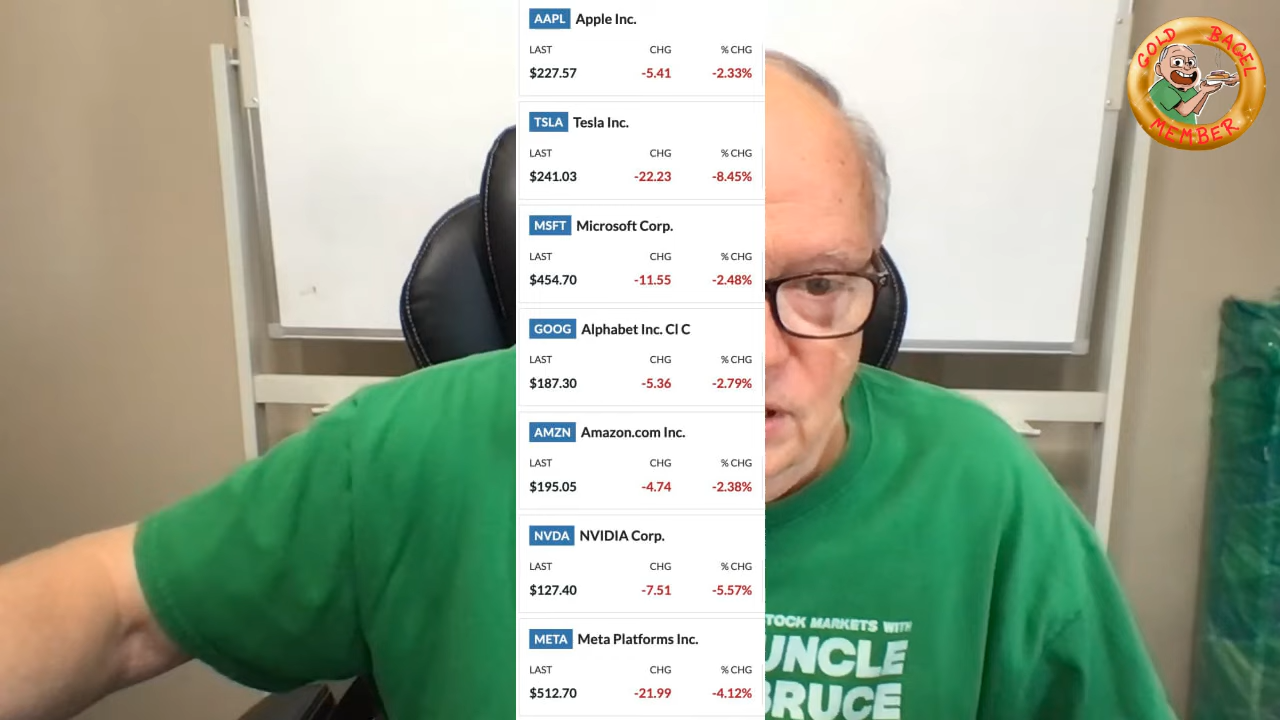 AAPL Apple Inc.
LAST CHG % CHG
$227.57 -5.41 -2.33%
TSLA Tesla Inc.
LAST CHG % CHG
$241.03 -22.23 -8.45%
MSFT Microsoft Corp.
LAST CHG % CHG
$454.70 -11.55 -2.48%
GOOG Alphabet Inc. Cl C
LAST CHG % CHG
$187.30 -5.36 -2.79%
AMZN Amazon.com Inc.
LAST CHG % CHG
$195.05 -4.74 -2.38%
NVDA NVIDIA Corp.
LAST CHG % CHG
$127.40 -7.51 -5.57%
META Meta Platforms Inc.
LAST CHG % CHG
$512.70 -21.99 -4.12%
GOLD BAGEL
MEMBER
TOCK MARKETS WITH
UNCLE
BRUCE